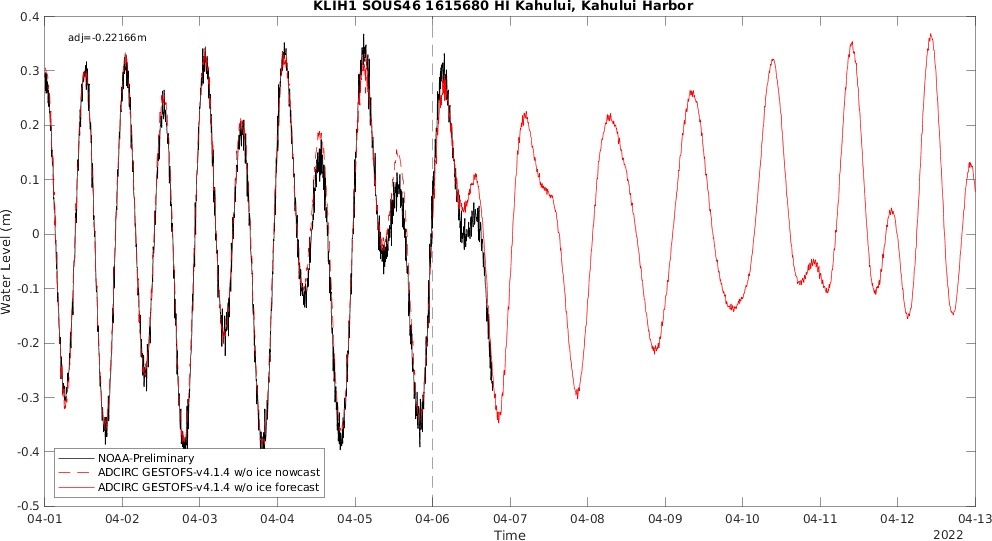 KLIH1 SOUS46 1615680 HI Kahului, Kahului Harbor
adj=-0.22166m
0.4
0.3
0.2
0.1
0
-0.1
-0.2
-0.3
-0.4
-0.5
Water Level (m)
NOAA-Preliminary
ADCIRC GESTOFS-v4.1.4 w/o ice nowcast
ADCIRC GESTOFS-v4.1.4 w/o ice forecast
04-01 04-02 04-03 04-04 04-05 04-06 04-07 04-08 04-09 04-10 04-11 04-12 04-13
Time
2022